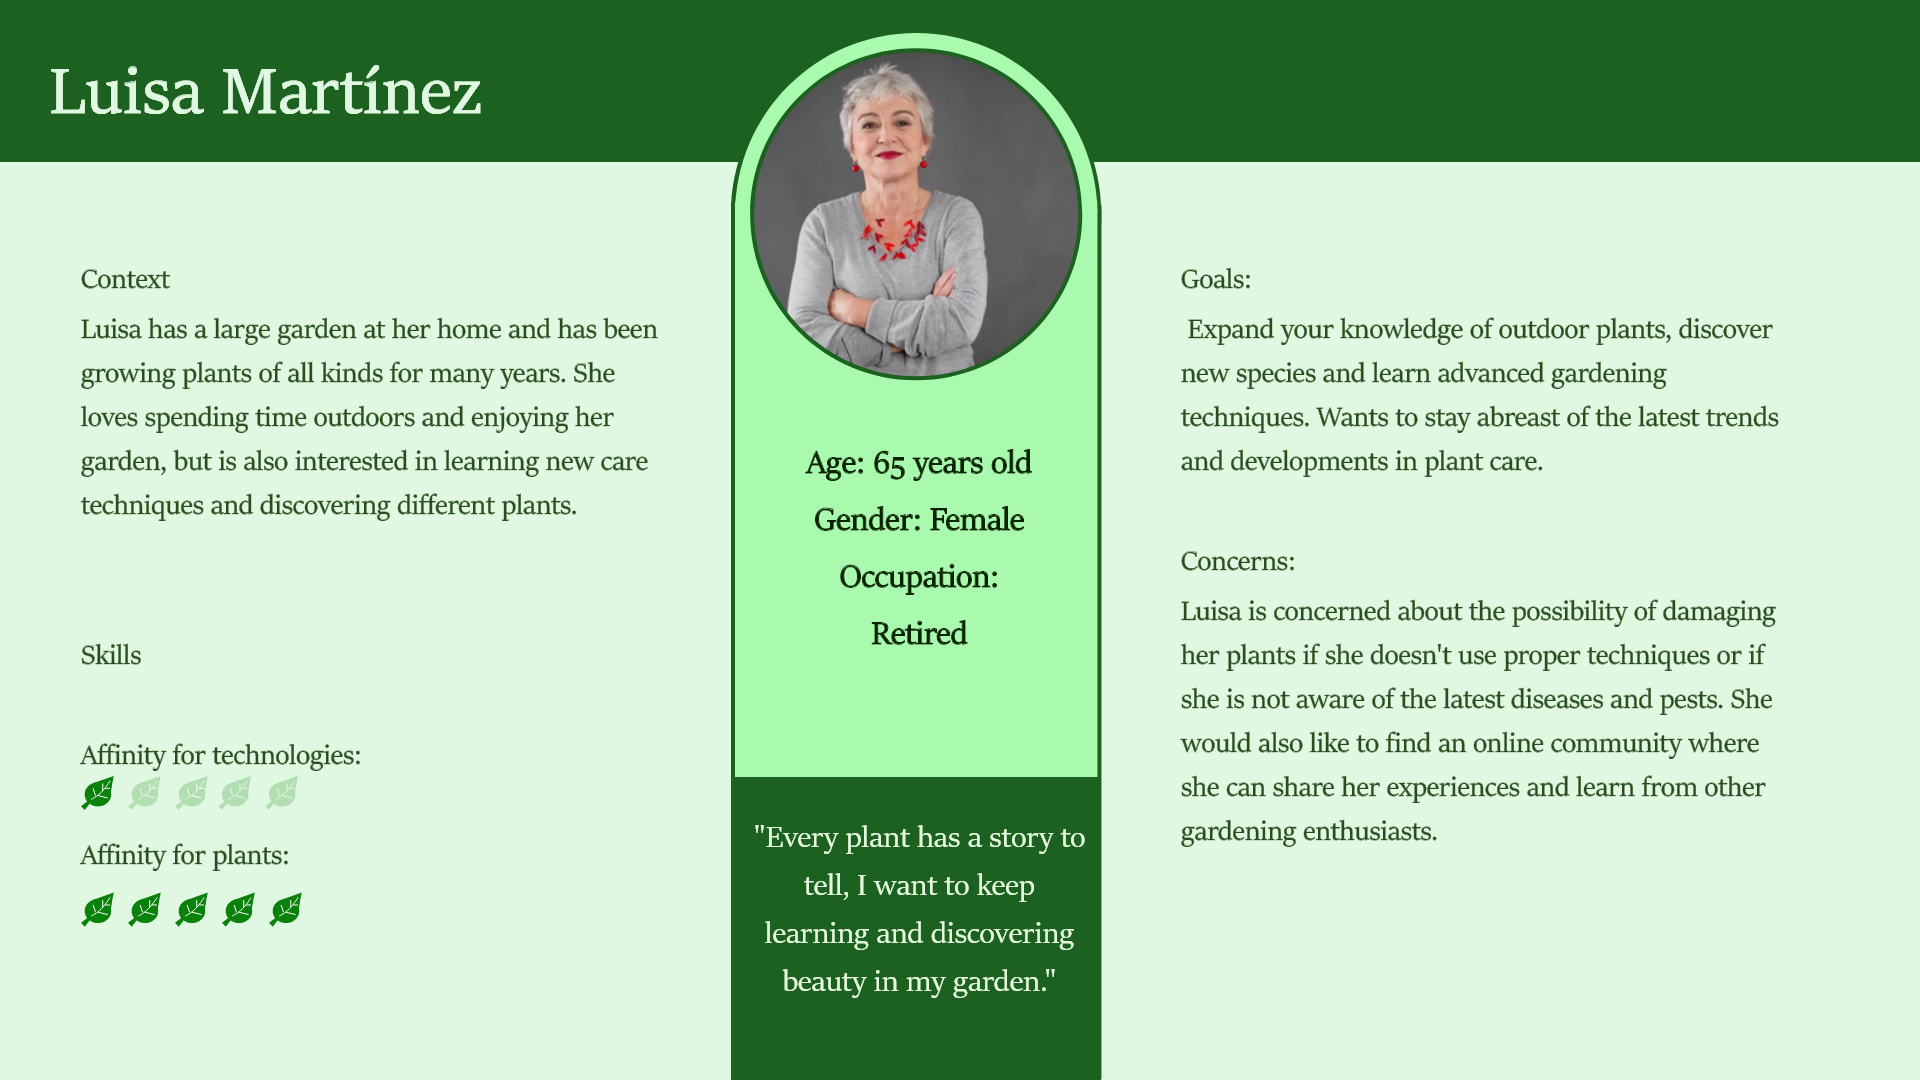 Luisa Martínez
Context
Luisa has a large garden at her home and has been
growing plants of all kinds for many years. She
loves spending time outdoors and enjoying her
garden, but is also interested in learning new care
techniques and discovering different plants.
Skills
Affinity for technologies:
Affinity for plants:
Age: 65 years old
Gender: Female
Occupation:
Retired
"Every plant has a story to
tell, I want to keep
learning and discovering
beauty in my garden."
Goals:
Expand your knowledge of outdoor plants, discover
new species and learn advanced gardening
techniques. Wants to stay abreast of the latest trends
and developments in plant care.
Concerns:
Luisa is concerned about the possibility of damaging
her plants if she doesn't use proper techniques or if
she is not aware of the latest diseases and pests. She
would also like to find an online community where
she can share her experiences and learn from other
gardening enthusiasts.